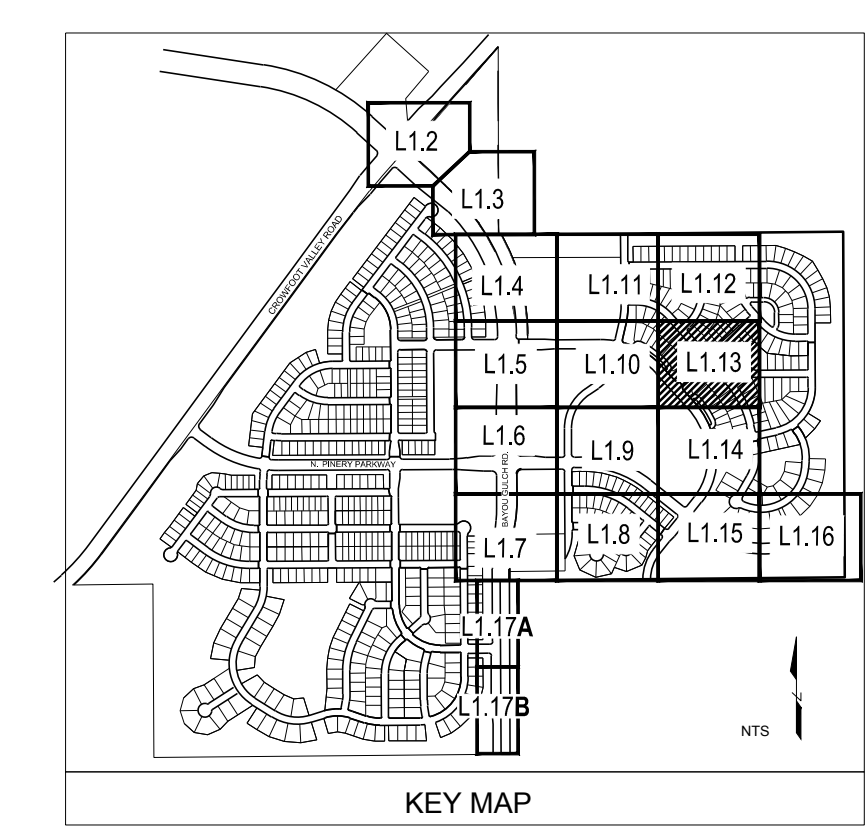 L1.2
L1.3
CROWFOOT VALLEY ROAD
L1.4
L1.11
L1.12
L1.5
L1.10
L1.13
L1.6
L1.9
L1.14
N. PINERY PARKWAY
BAYOU GULCH RD.
L1.7
L1.8
L1.15
L1.16
L1.17A
L1.17B
NTS
N
KEY MAP